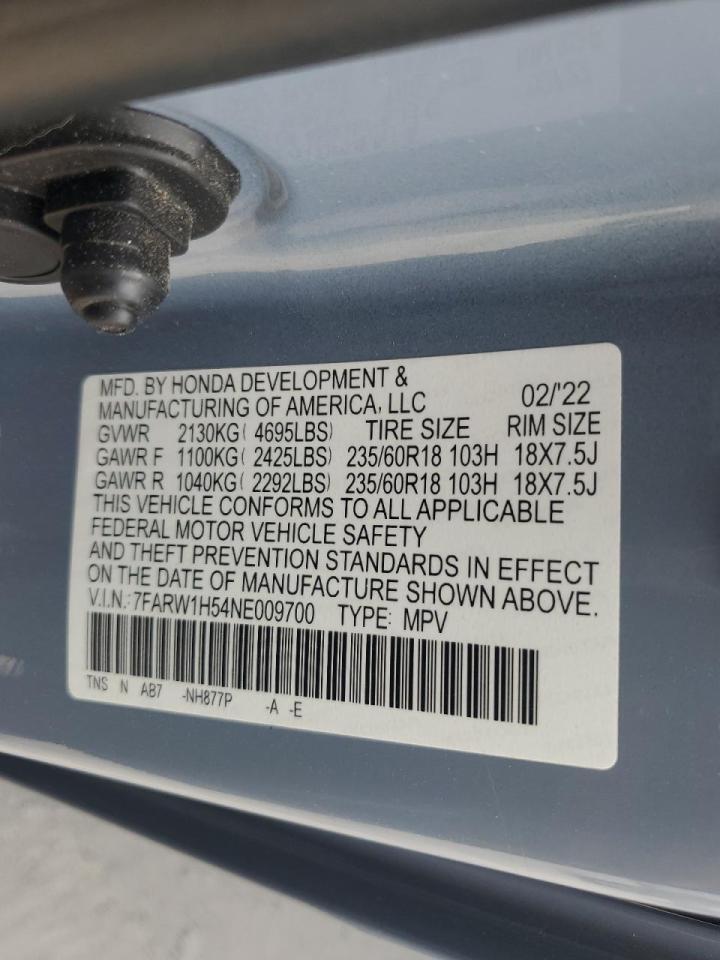 MFD. BY HONDA DEVELOPMENT &
MANUFACTURING OF AMERICA, LLC 02/'22
GVWR 2130KG( 4695LBS) TIRE SIZE RIM SIZE
GAWR F 1100KG( 2425LBS) 235/60R18 103H 18X7.5J
GAWR R 1040KG( 2292LBS) 235/60R18 103H 18X7.5J
THIS VEHICLE CONFORMS TO ALL APPLICABLE
FEDERAL MOTOR VEHICLE SAFETY
AND THEFT PREVENTION STANDARDS IN EFFECT
ON THE DATE OF MANUFACTURE SHOWN ABOVE.
V.I.N.:7FARW1H54NE009700 TYPE: MPV
TNS N AB7 -NH877P -A -E